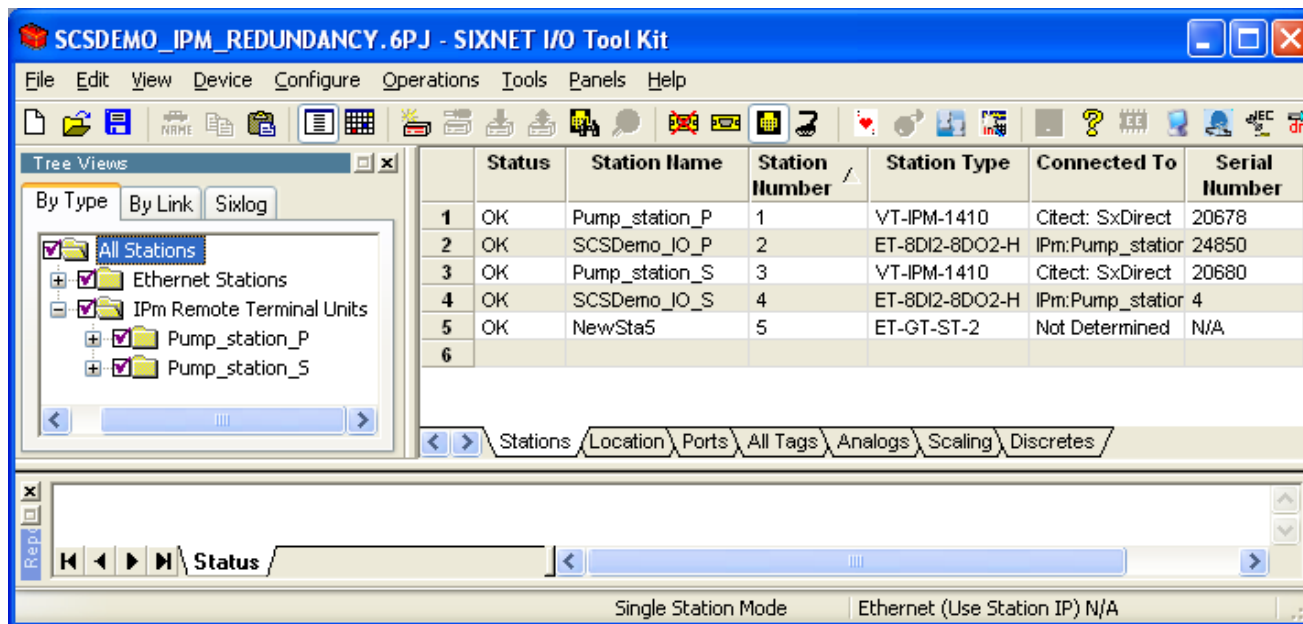 SCSDEMO_IPM_REDUNDANCY.6PJ - SIXNET I/O Tool Kit
File Edit View Device Configure Operations Tools Panels Help
NAME
Tree Views
By Type By Link Sixlog
All Stations
Ethernet Stations
IPm Remote Terminal Units
Pump_station_P
Pump_station_S
Status Station Name Station Number Station Type Connected To Serial Number
1 OK Pump_station_P 1 VT-IPM-1410 Citect: SxDirect 20678
2 OK SCSDemo_IO_P 2 ET-8DI2-8DO2-H IPm:Pump_station 24850
3 OK Pump_station_S 3 VT-IPM-1410 Citect: SxDirect 20680
4 OK SCSDemo_IO_S 4 ET-8DI2-8DO2-H IPm:Pump_station 4
5 OK NewSta5 5 ET-GT-ST-2 Not Determined N/A
6
Stations Location Ports All Tags Analogs Scaling Discretes
Repo
Status
Single Station Mode Ethernet (Use Station IP) N/A